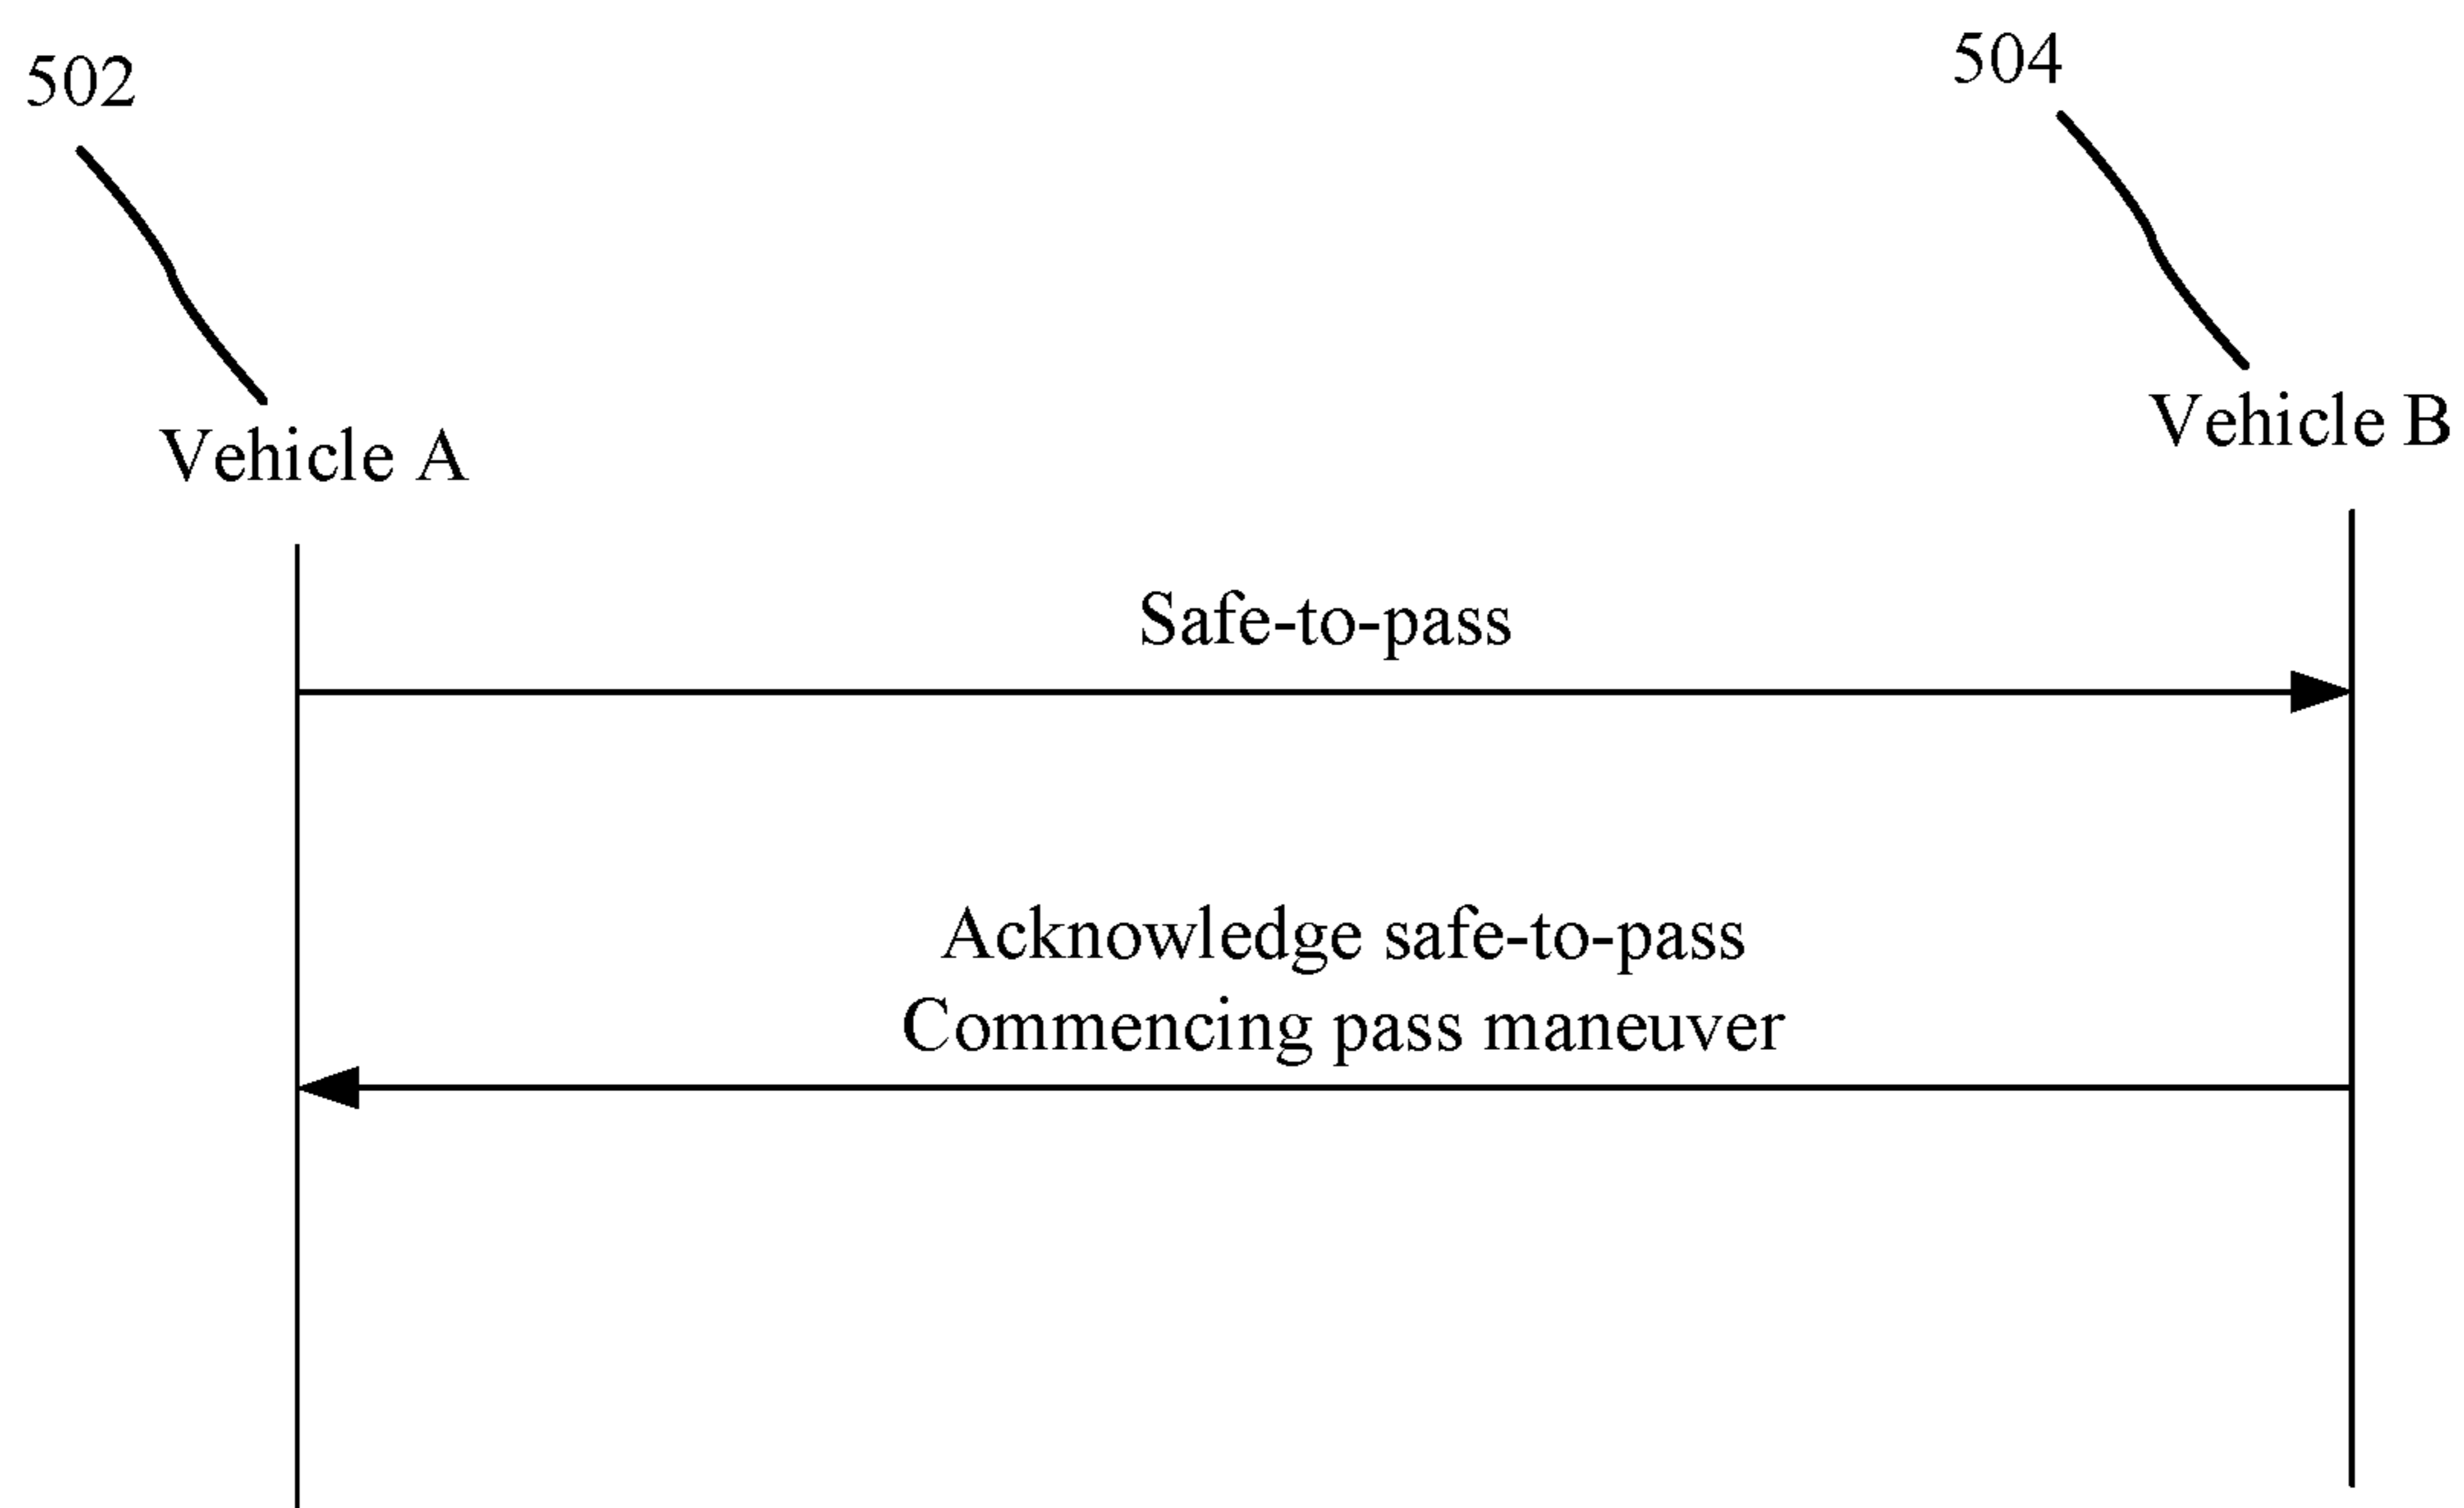 502
504
Vehicle A
Vehicle B
Safe-to-pass
Acknowledge safe-to-pass
Commencing pass maneuver